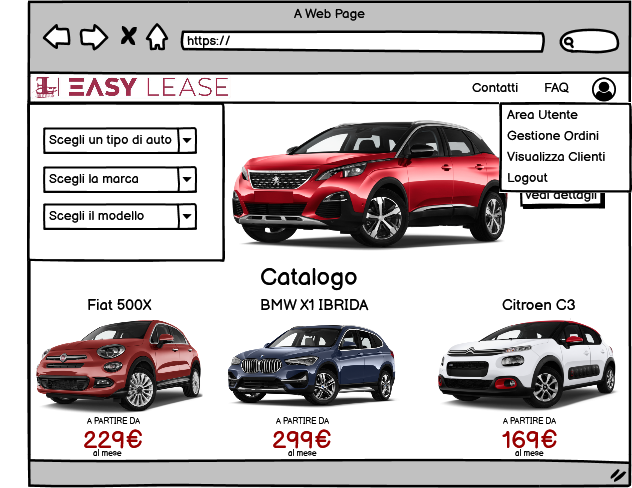 A Web Page
https://
EASY LEASE
Contatti
FAQ
Area Utente
Gestione Ordini
Visualizza Clienti
Logout
Vedi dettagli
Scegli un tipo di auto
Scegli la marca
Scegli il modello
Catalogo
Fiat 500X
BMW X1 IBRIDA
Citroen C3
A PARTIRE DA
229€
al mese
A PARTIRE DA
299€
al mese
A PARTIRE DA
169€
al mese